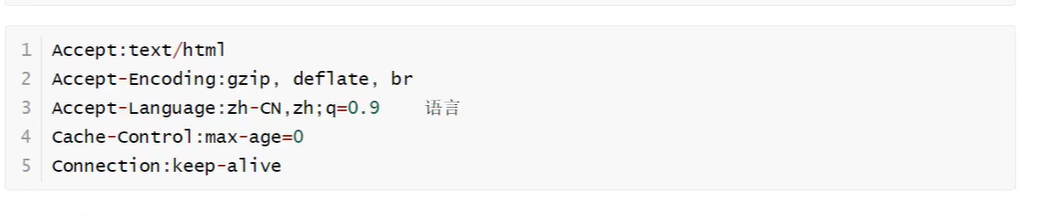 1 Accept:text/html
2 Accept-Encoding:gzip, deflate, br
3 Accept-Language:zh-CN,zh;q=0.9    语言
4 Cache-Control:max-age=0
5 Connection:keep-alive